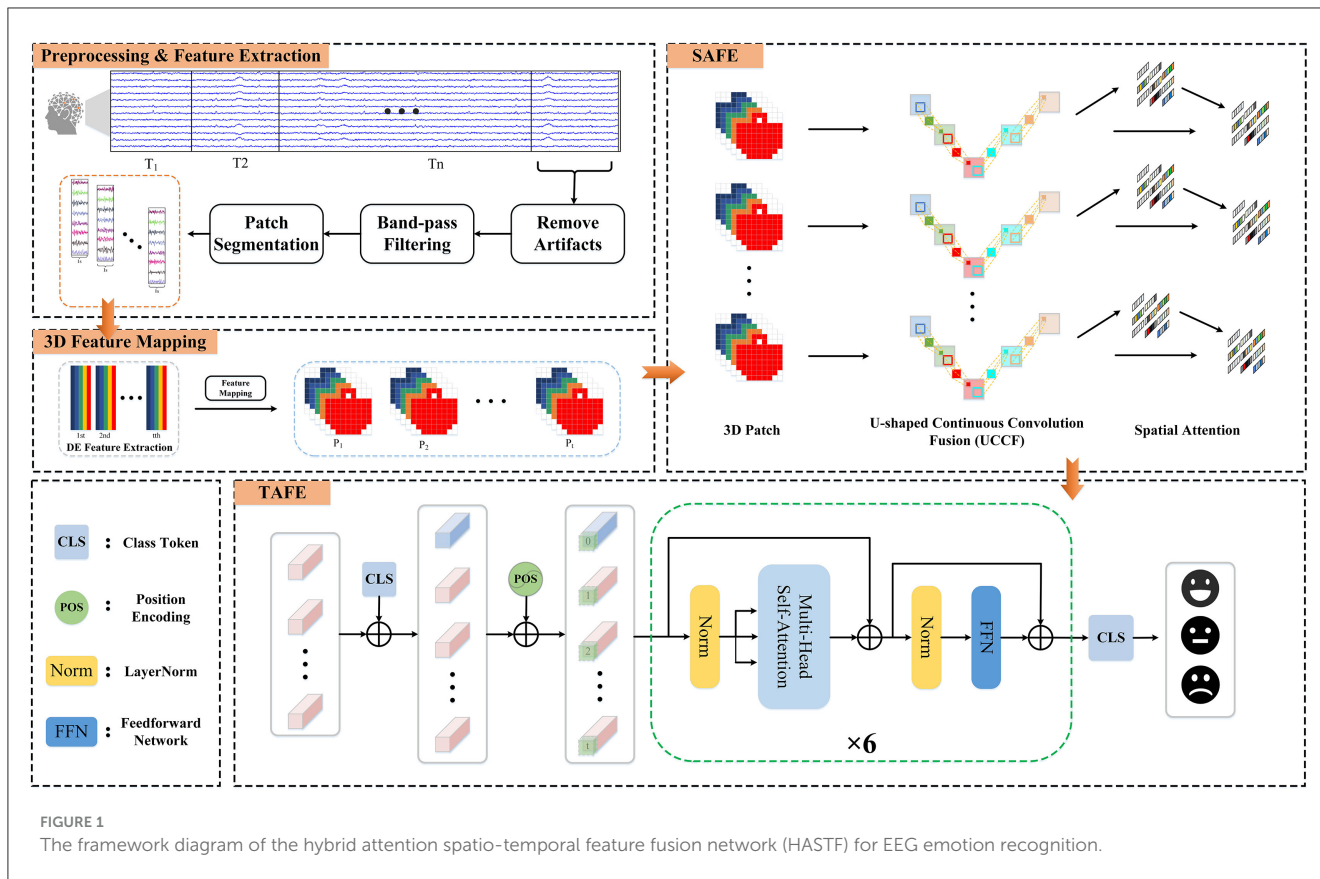 Preprocessing & Feature Extraction
T1
T2
Tn
1s
1s
Patch
Segmentation
Band-pass
Filtering
Remove
Artifacts
3D Feature Mapping
1st
2nd
tth
DE Feature Extraction
Feature
Mapping
P1
P2
Pt
SAFE
3D Patch
U-shaped Continuous Convolution
Fusion (UCCF)
Spatial Attention
CLS : Class Token
POS : Position
Encoding
Norm : LayerNorm
FFN : Feedforward
Network
TAFE
CLS
POS
0
1
2
1
Norm
Multi-Head
Self-Attention
Norm
FFN
×6
CLS
FIGURE 1
The framework diagram of the hybrid attention spatio-temporal feature fusion network (HASTF) for EEG emotion recognition.